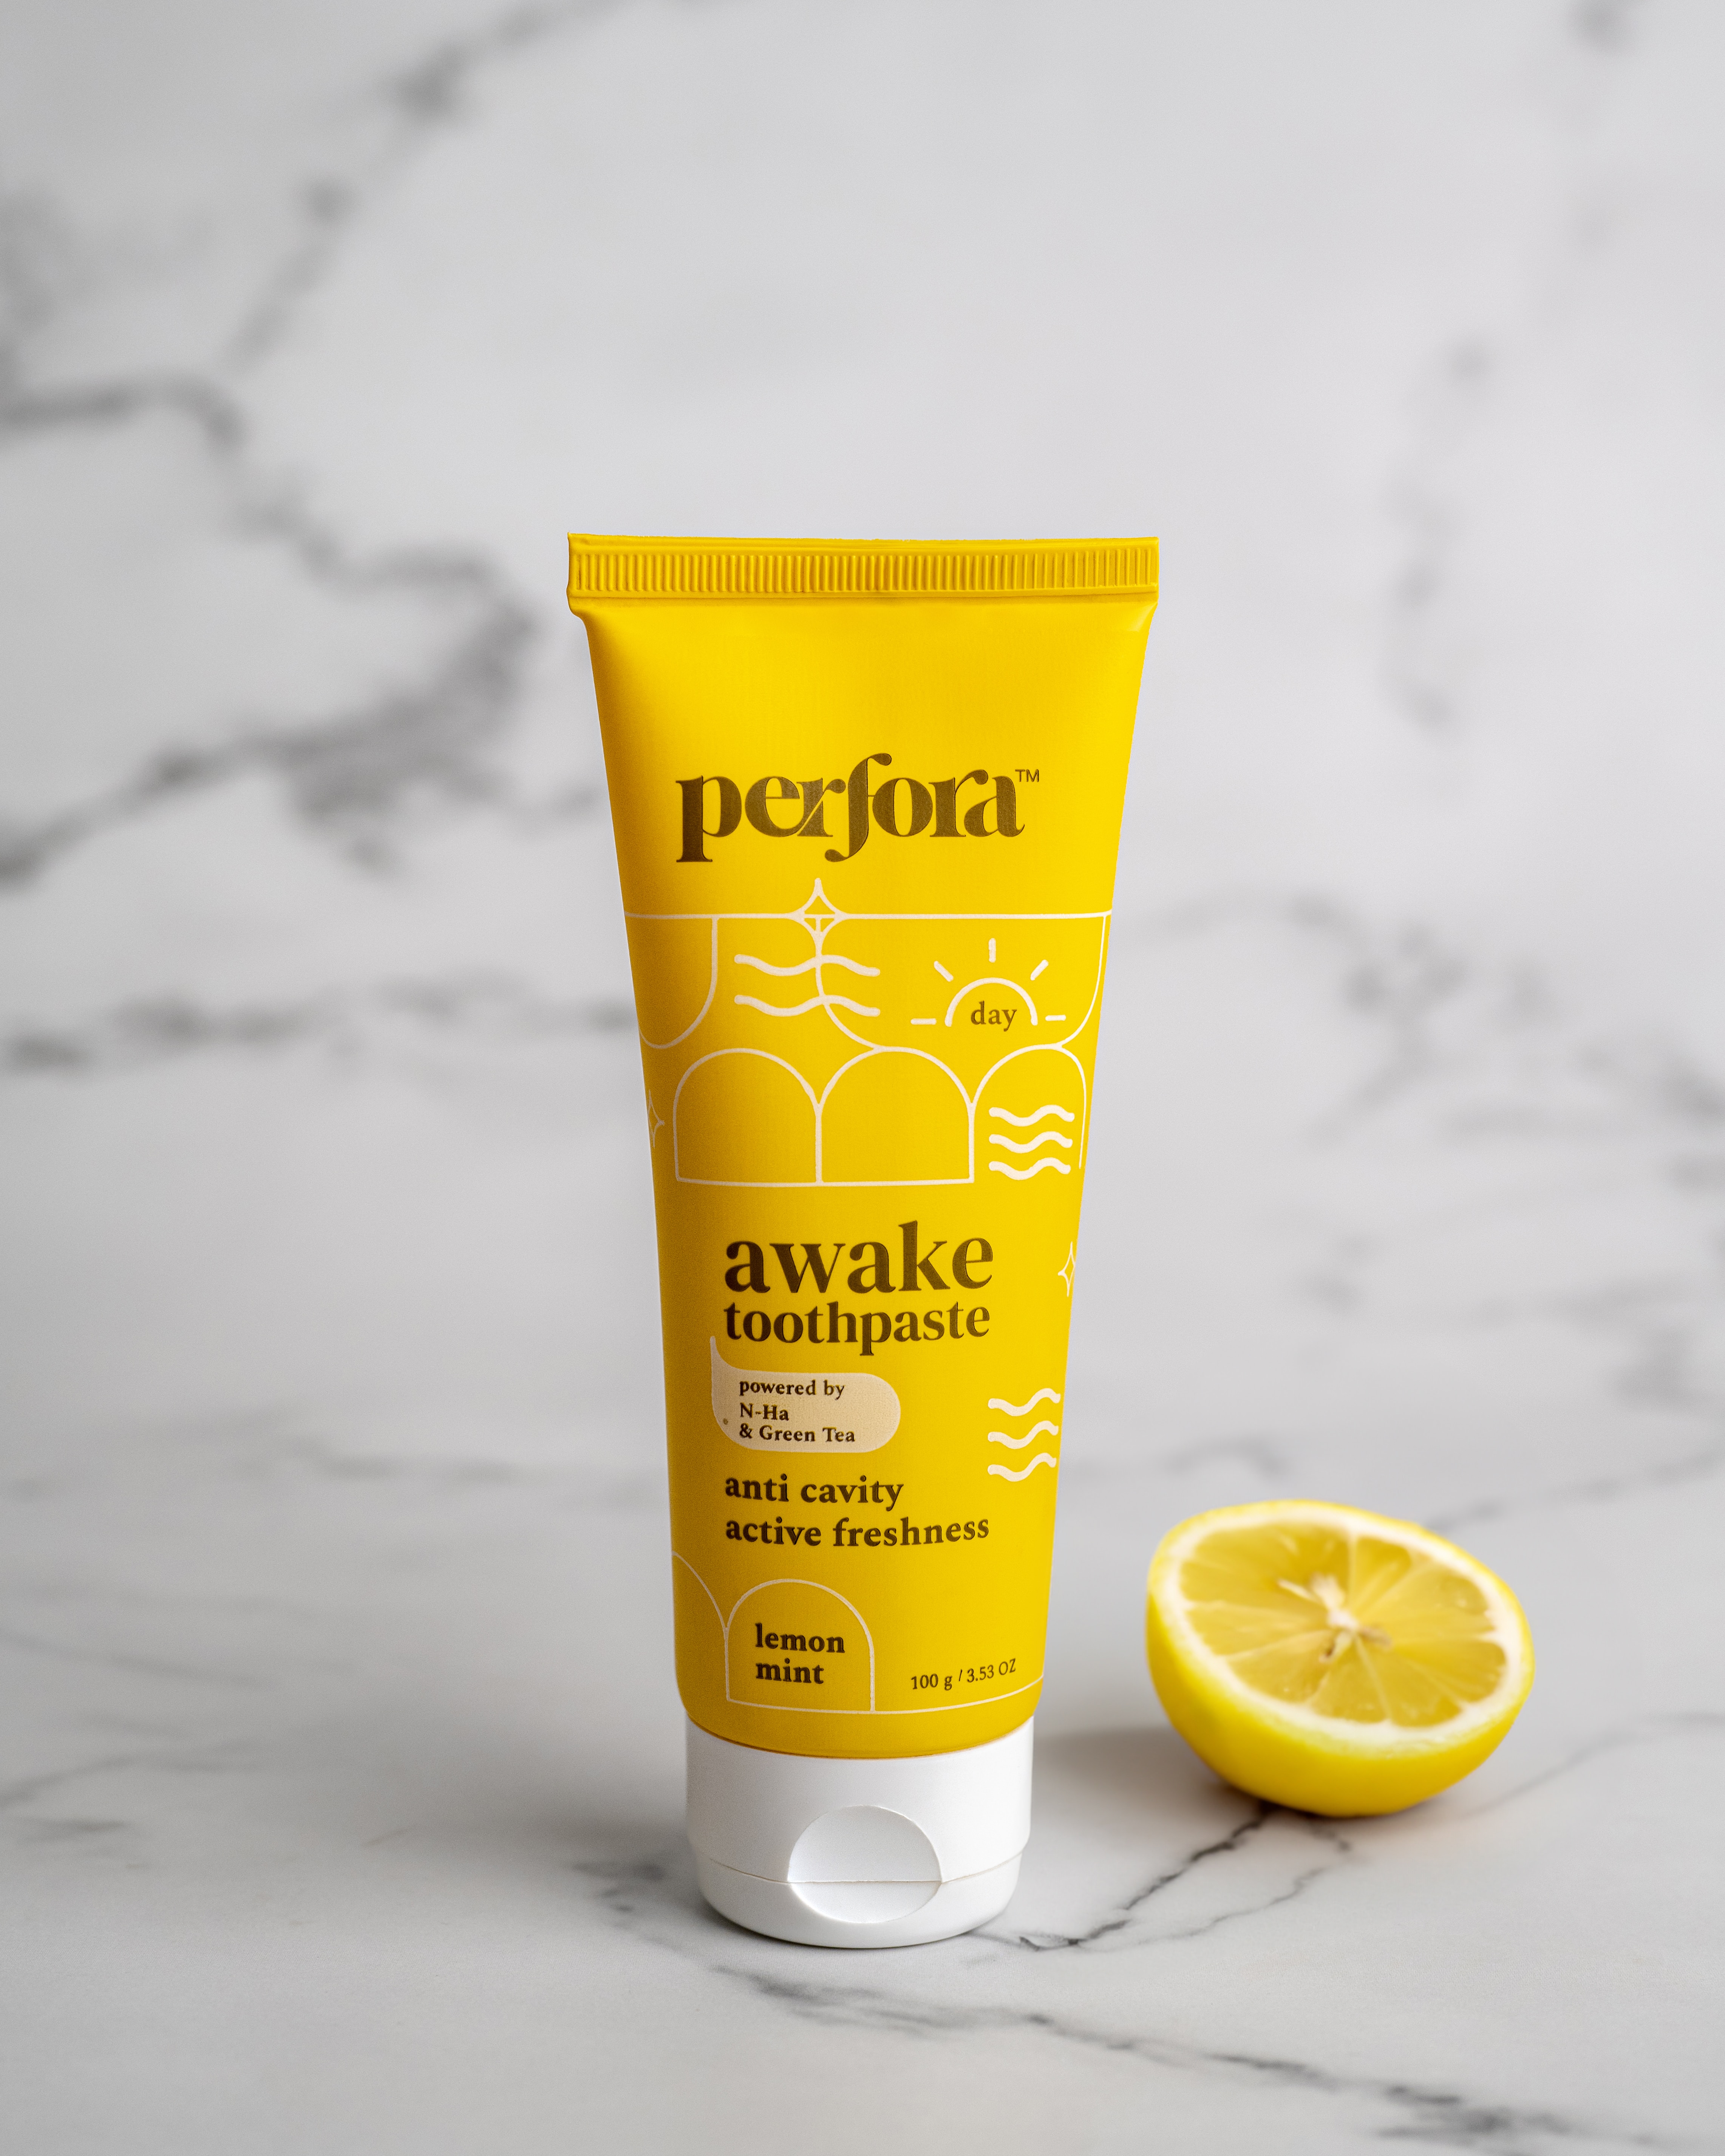 perfora™
day
awake
toothpaste
powered by
N-Ha
& Green Tea
anti cavity
active freshness
lemon
mint
100 g / 3.53 OZ